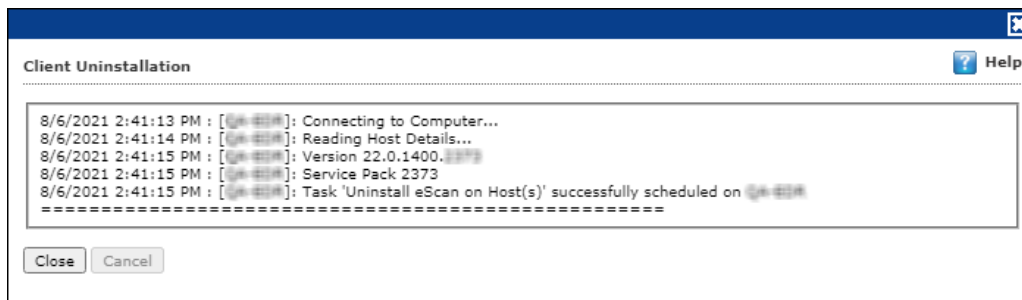 Client Uninstallation
Help
8/6/2021 2:41:13 PM : []: Connecting to Computer...
8/6/2021 2:41:14 PM : []: Reading Host Details...
8/6/2021 2:41:15 PM : []: Version 22.0.1400.
8/6/2021 2:41:15 PM : []: Service Pack 2373
8/6/2021 2:41:15 PM : []: Task 'Uninstall eScan on Host(s)' successfully scheduled on
====================================================
Close
Cancel